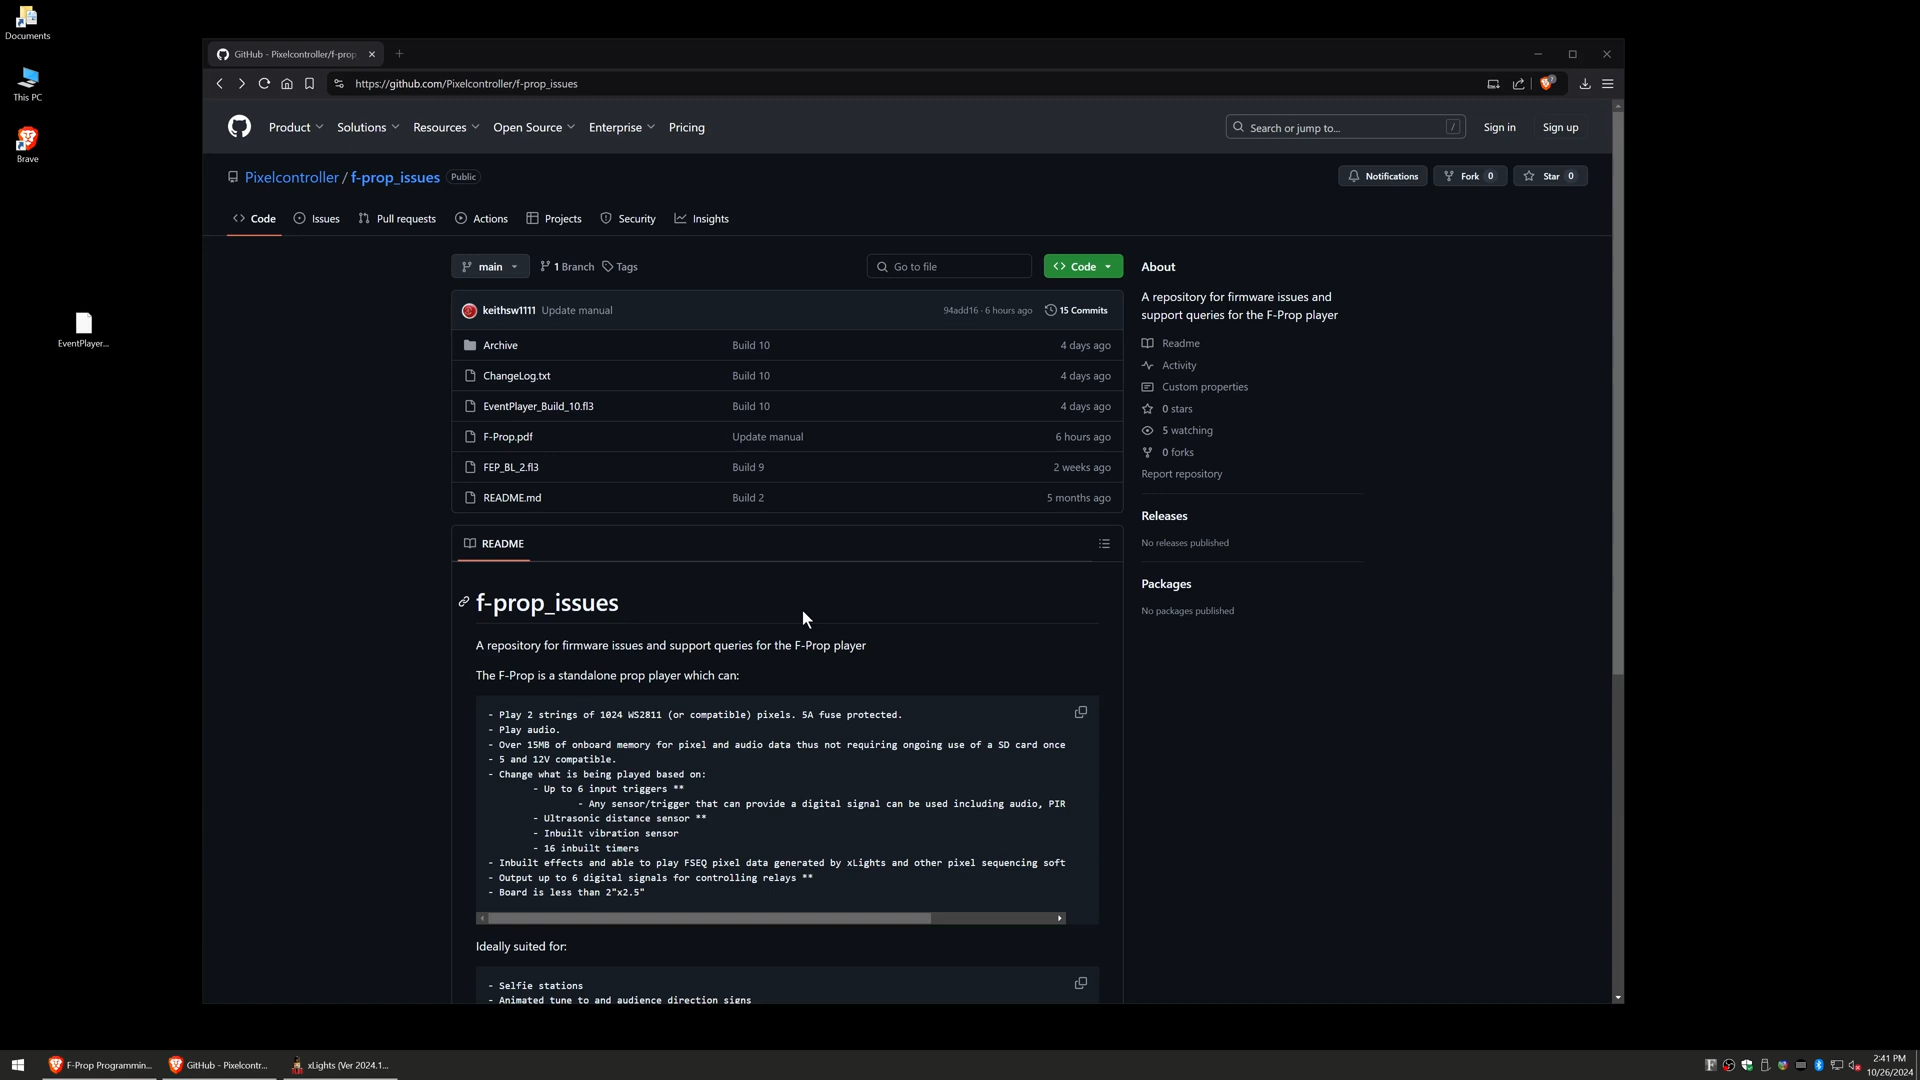 Documents
This PC
Brave
EventPlayer...
GitHub - Pixelcontroller/f-prop
https://github.com/Pixelcontroller/f-prop_issues
Product
Solutions
Resources
Open Source
Enterprise
Pricing
Search or jump to...
/
Sign in
Sign up
Pixelcontroller / f-prop_issues Public
Notifications
Fork 0
Star 0
Code
Issues
Pull requests
Actions
Projects
Security
Insights
main
1 Branch
Tags
Go to file
Code
keithsw1111 Update manual 94add16 · 6 hours ago 15 Commits
Archive Build 10 4 days ago
ChangeLog.txt Build 10 4 days ago
EventPlayer_Build_10.fl3 Build 10 4 days ago
F-Prop.pdf Update manual 6 hours ago
FEP_BL_2.fl3 Build 9 2 weeks ago
README.md Build 2 5 months ago
README
f-prop_issues
A repository for firmware issues and support queries for the F-Prop player
The F-Prop is a standalone prop player which can:
- Play 2 strings of 1024 WS2811 (or compatible) pixels. 5A fuse protected.
- Play audio.
- Over 15MB of onboard memory for pixel and audio data thus not requiring ongoing use of a SD card once
- 5 and 12V compatible.
- Change what is being played based on:
- Up to 6 input triggers **
- Any sensor/trigger that can provide a digital signal can be used including audio, PIR
- Ultrasonic distance sensor **
- Inbuilt vibration sensor
- 16 inbuilt timers
- Inbuilt effects and able to play FSEQ pixel data generated by xLights and other pixel sequencing soft
- Output up to 6 digital signals for controlling relays **
- Board is less than 2"x2.5"
Ideally suited for:
- Selfie stations
- Animated tune to and audience direction signs
About
A repository for firmware issues and
support queries for the F-Prop player
Readme
Activity
Custom properties
0 stars
5 watching
0 forks
Report repository
Releases
No releases published
Packages
No packages published
F-Prop Programmin...
GitHub - Pixelcontr...
xLights (Ver 2024.1...
2:41 PM
10/26/2024